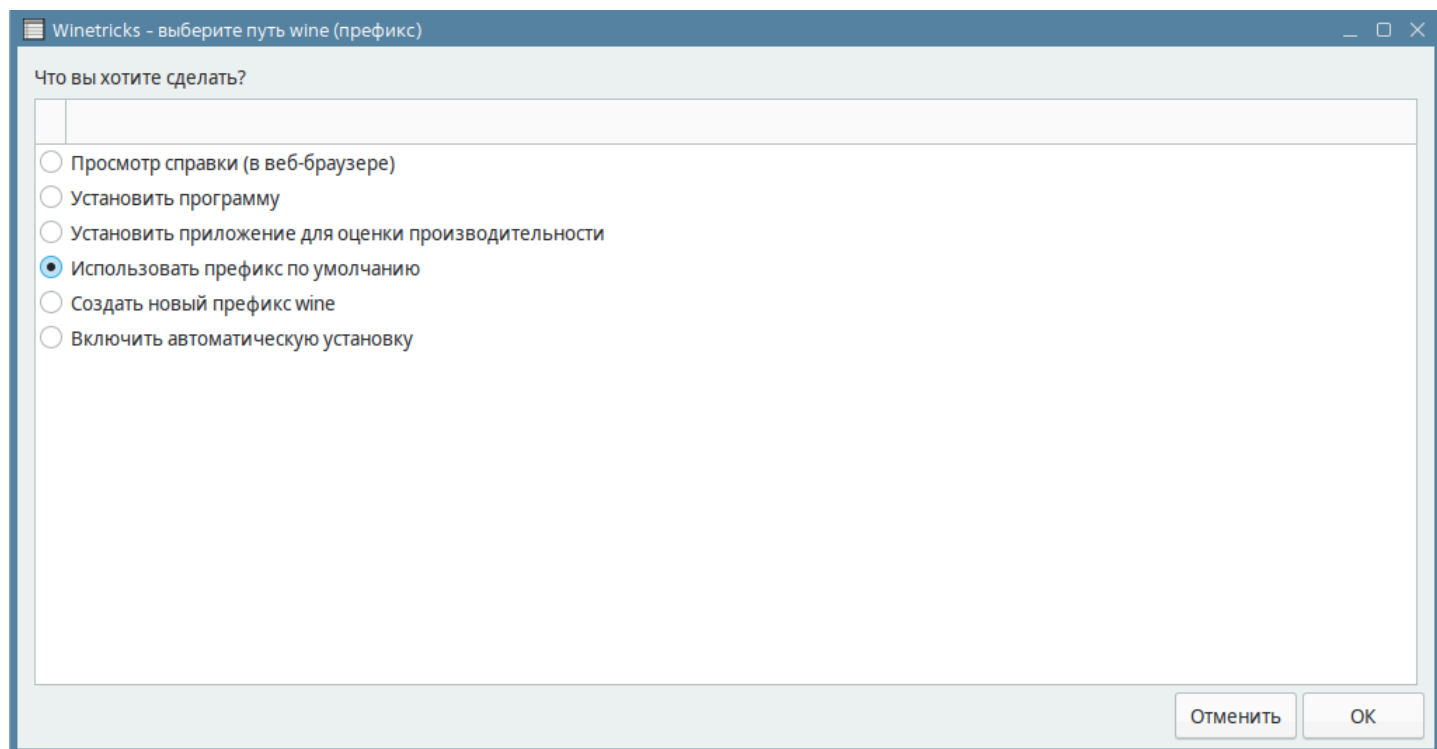 Winetricks - выберите путь wine (префикс)
Что вы хотите сделать?
Просмотр справки (в веб-браузере)
Установить программу
Установить приложение для оценки производительности
Использовать префикс по умолчанию
Создать новый префикс wine
Включить автоматическую установку
Отменить
ОК